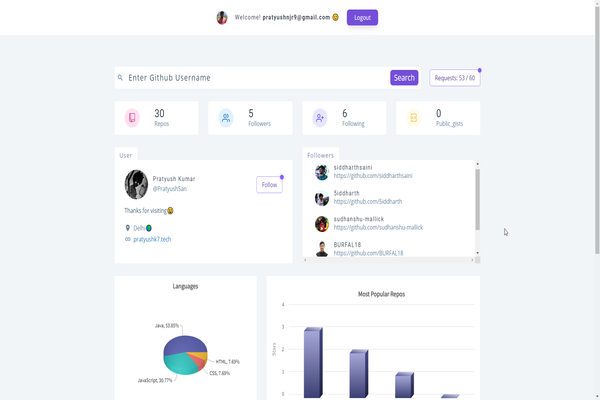 Welcome! pratyushnjr9@gmail.com
Logout
Enter Github Username
Search
Requests: 53 / 60
30
Repos
5
Followers
6
Following
0
Public_gists
User
Pratyush Kumar
@PratyushSan
Follow
Thanks for visiting
Delhi
pratyushk7.tech
Followers
siddharthsaini
https://github.com/siddharthsaini
5iddharth
https://github.com/5iddharth
sudhanshu-mallick
https://github.com/sudhanshu-mallick
BURFAL18
https://github.com/BURFAL18
Languages
Java, 53.85%
HTML, 7.69%
CSS, 7.69%
JavaScript, 30.77%
Most Popular Repos
4
3
2
1
0
Stars